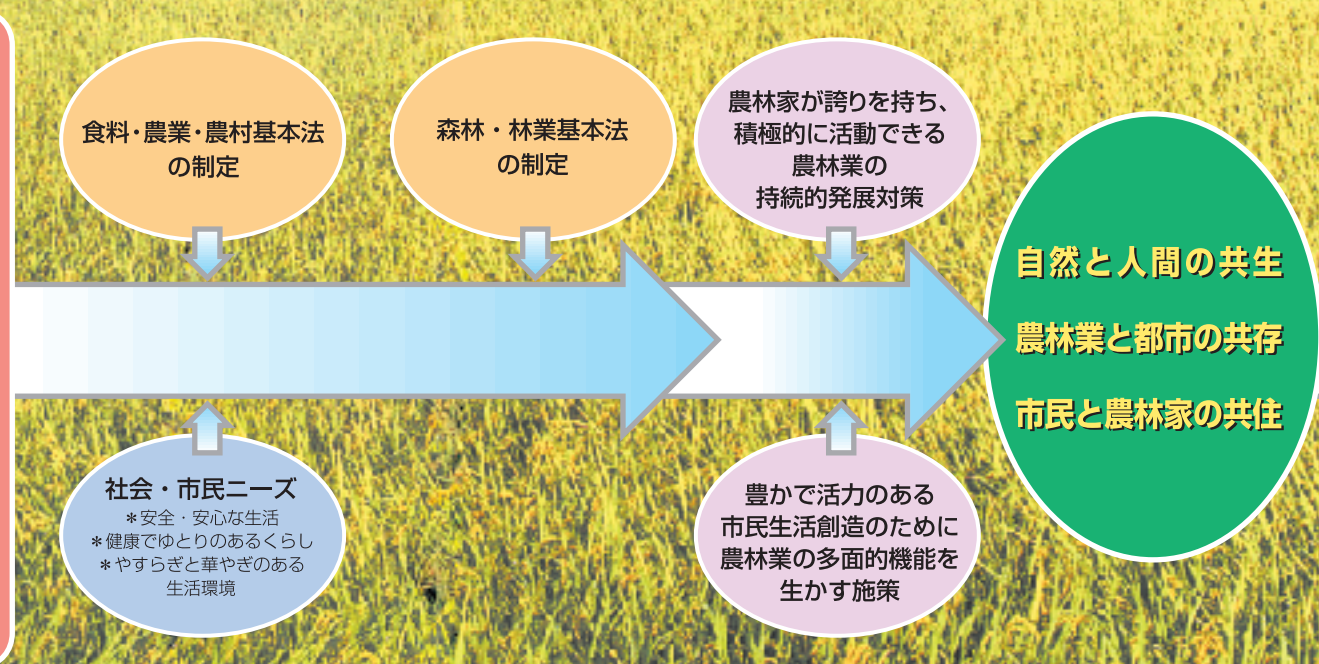 食料・農業・農村基本法
の制定
森林・林業基本法
の制定
農林家が誇りを持ち、
積極的に活動できる
農林業の
持続的発展対策
社会・市民ニーズ
＊安全・安心な生活
＊健康でゆとりのあるくらし
＊やすらぎと華やぎのある
生活環境
豊かで活力のある
市民生活創造のために
農林業の多面的機能を
生かす施策
自然と人間の共生
農林業と都市の共存
市民と農林家の共住